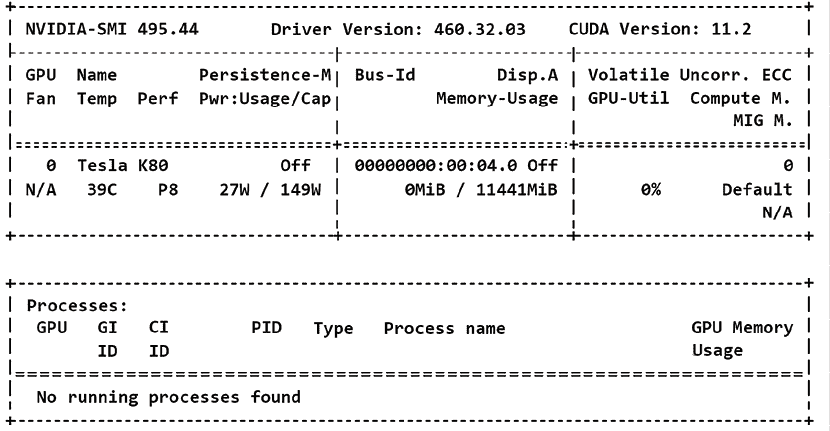 NVIDIA-SMI 495.44 Driver Version: 460.32.03 CUDA Version: 11.2
GPU Name Persistence-M| Bus-Id Disp.A | Volatile Uncorr. ECC
Fan Temp Perf Pwr:Usage/Cap| Memory-Usage | GPU-Util Compute M.
MIG M.
0 Tesla K80 Off | 00000000:00:04.0 Off | 0
N/A 39C P8 27W / 149W | 0MiB / 11441MiB | 0% Default
N/A
Processes:
GPU GI CI PID Type Process name GPU Memory
ID ID Usage
No running processes found